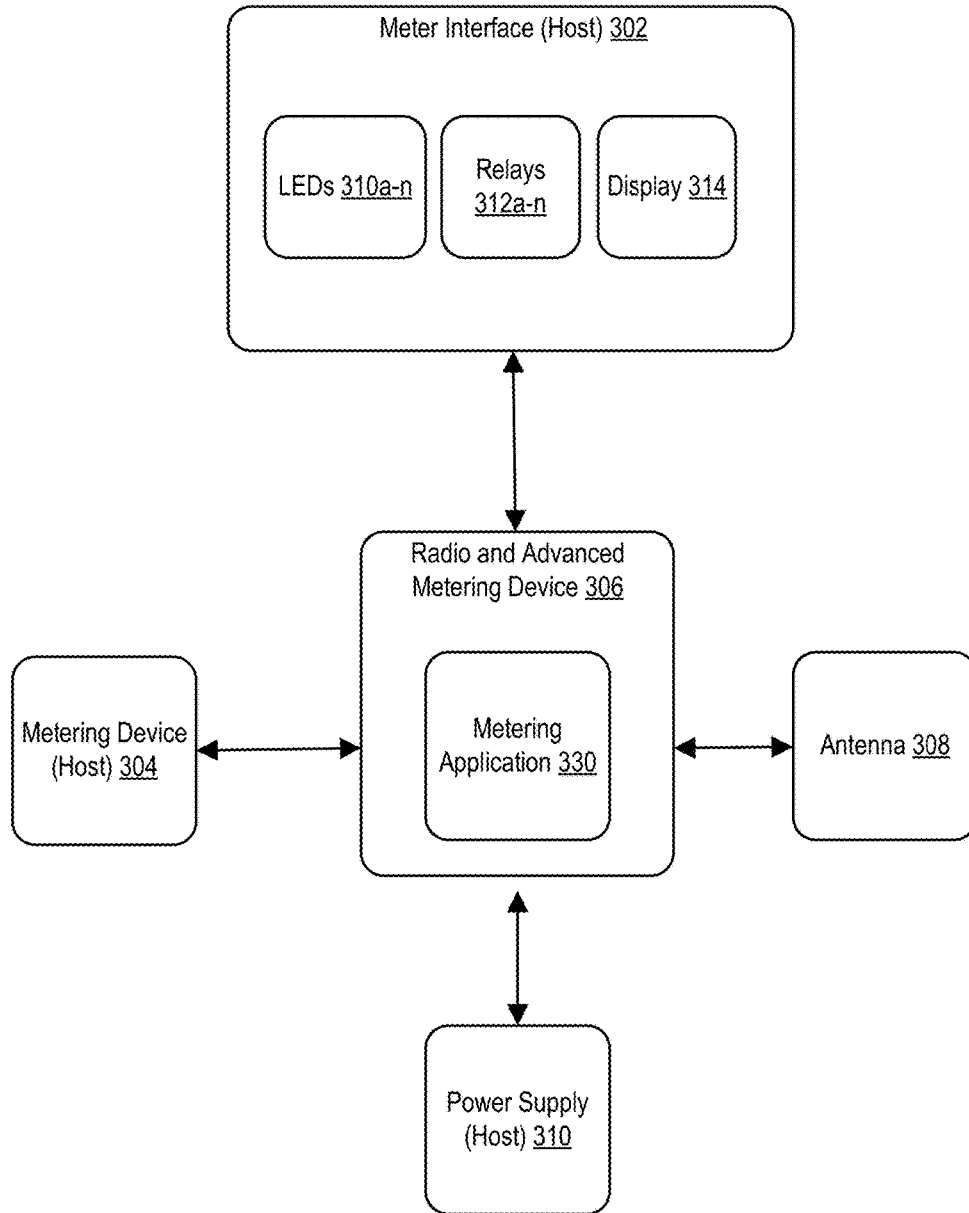 Meter Interface (Host) 302
LEDs 310a-n
Relays
312a-n
Display 314
Radio and Advanced
Metering Device 306
Metering Device
(Host) 304
Metering
Application 330
Antenna 308
Power Supply
(Host) 310